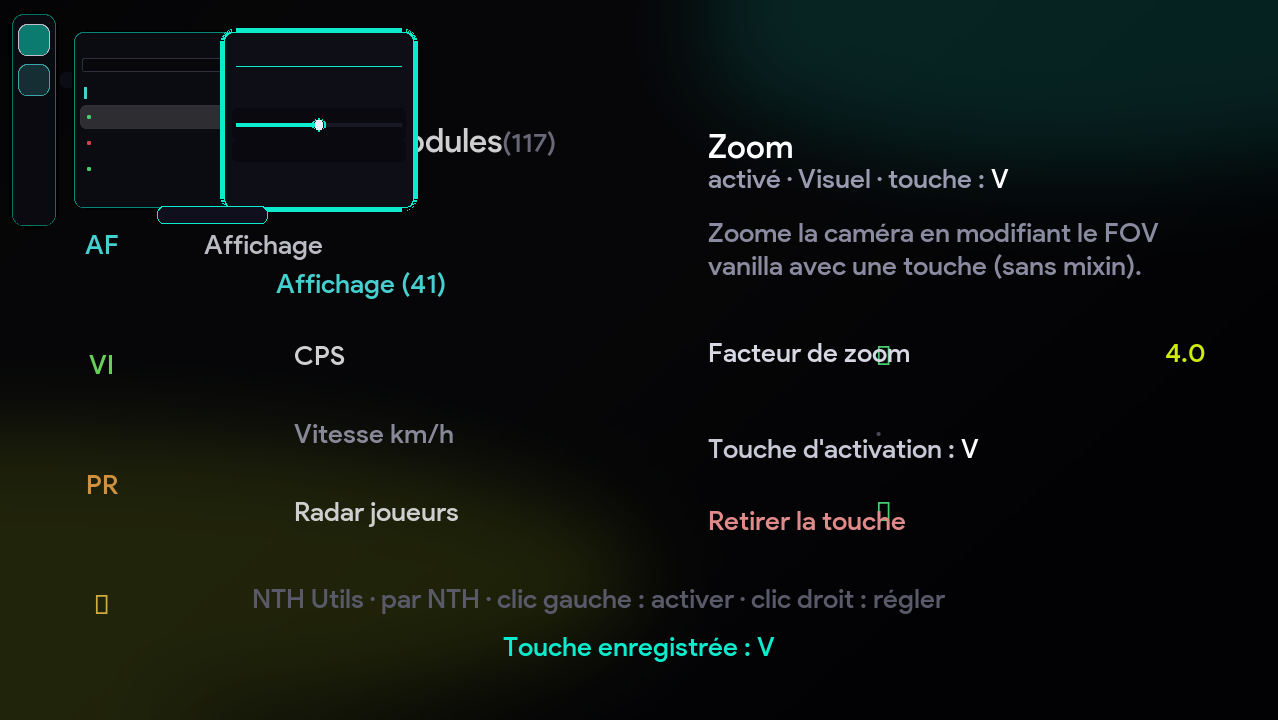 odules(117)
AF
Affichage
Affichage (41)
VI
CPS
Vitesse km/h
PR
Radar joueurs
Zoom
activé · Visuel · touche : V
Zoome la caméra en modifiant le FOV
vanilla avec une touche (sans mixin).
Facteur de zoom
4.0
Touche d'activation : V
Retirer la touche
NTH Utils · par NTH · clic gauche : activer · clic droit : régler
Touche enregistrée : V